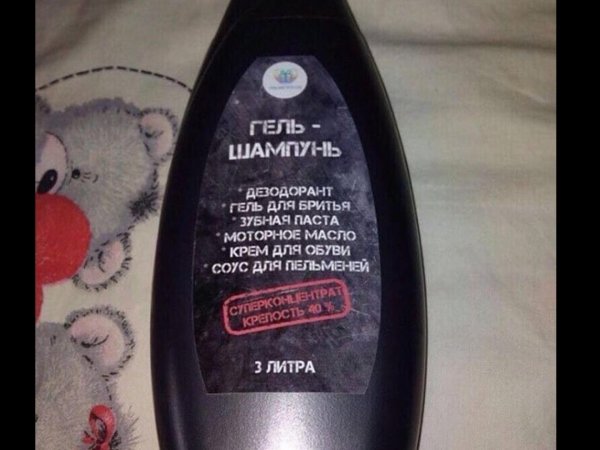 ГЕЛЬ -
ШАМПУНЬ
* ДЕЗОДОРАНТ
* ГЕЛЬ ДЛЯ БРИТЬЯ
* ЗУБНАЯ ПАСТА
* МОТОРНОЕ МАСЛО
* КРЕМ ДЛЯ ОБУВИ
* СОУС ДЛЯ ПЕЛЬМЕНЕЙ
СУПЕРКОНЦЕНТРАТ
КРЕПОСТЬ 40 %
3 ЛИТРА